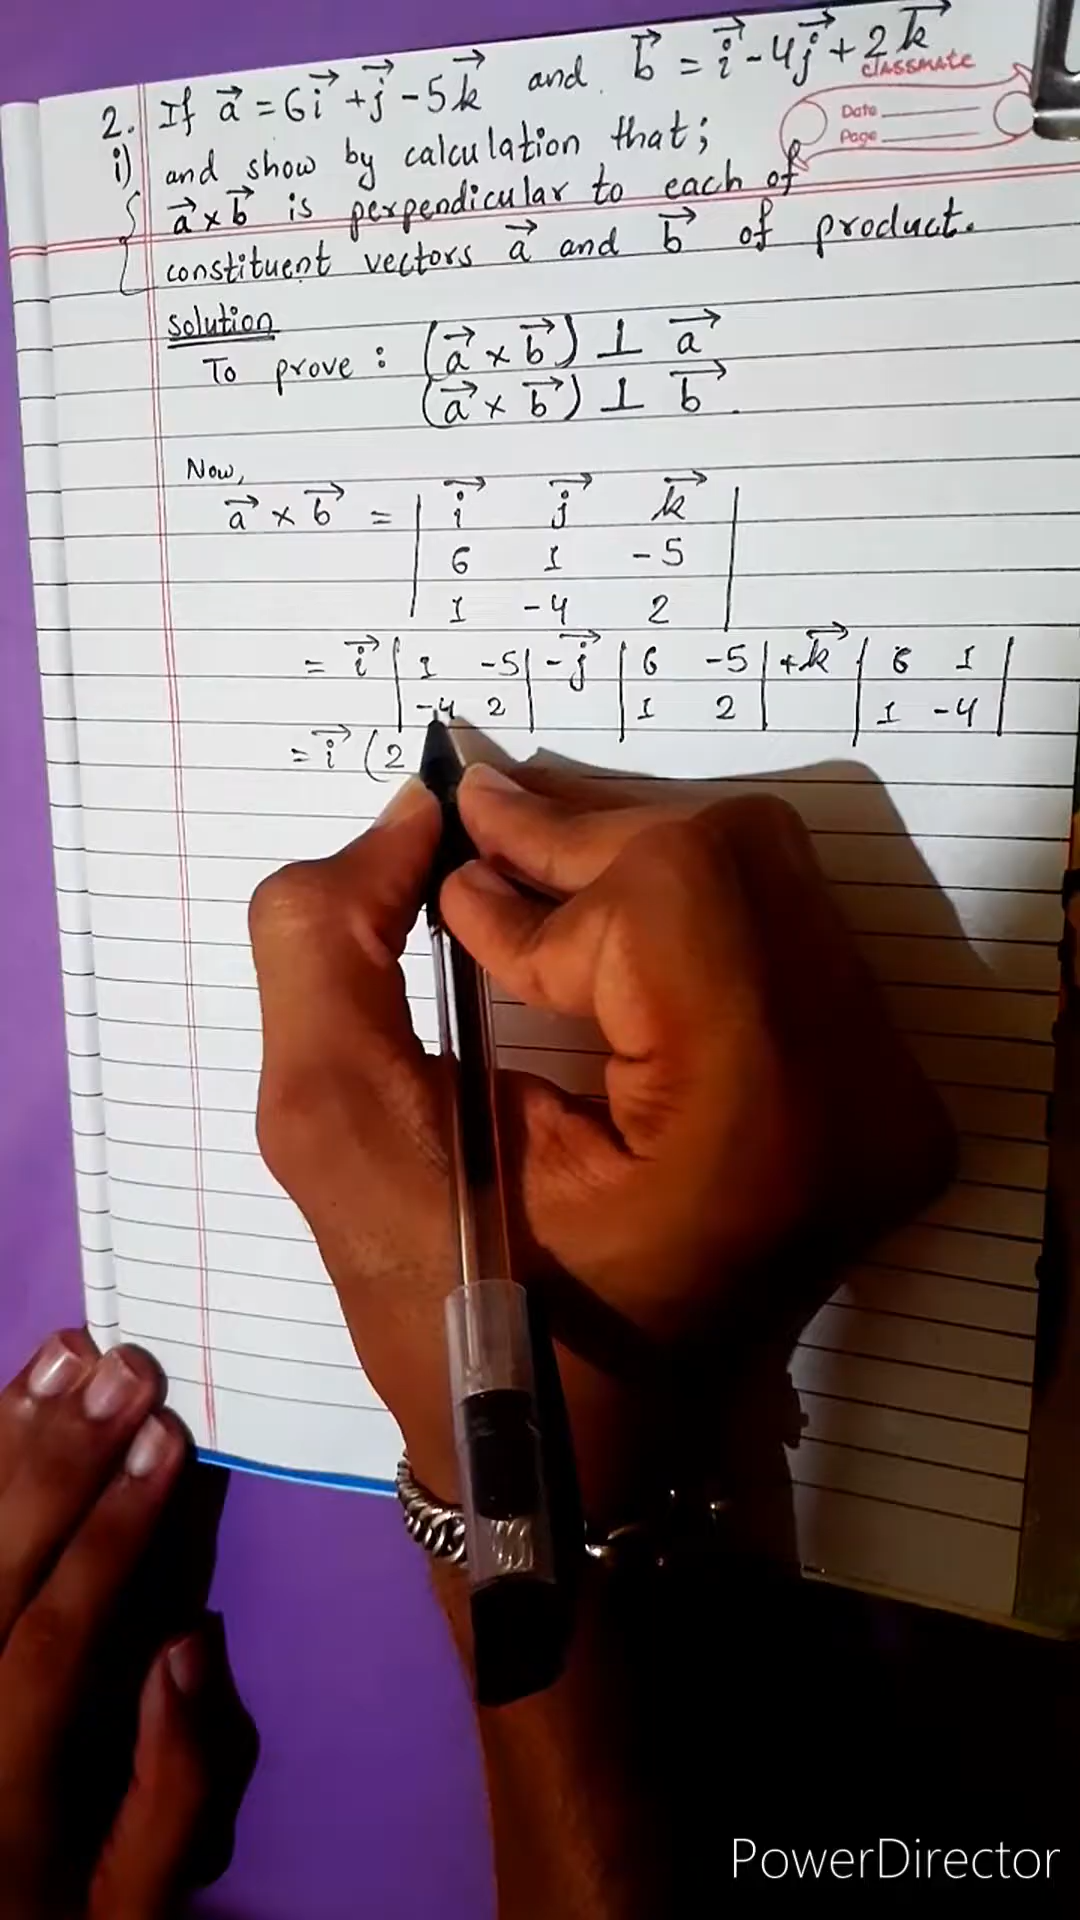 2. If a⃗ = 6i⃗ + j⃗ - 5k⃗ and b⃗ = i⃗ - 4j⃗ + 2k⃗
CLASSMATE
Date
Page
i) and show by calculation that;
a⃗ x b⃗ is perpendicular to each of
constituent vectors a⃗ and b⃗ of product.
Solution
To prove : (a⃗ x b⃗) ⊥ a⃗
(a⃗ x b⃗) ⊥ b⃗.
Now,
a⃗ x b⃗ = | i⃗ j⃗ k⃗ |
6 1 -5
1 -4 2
= i⃗ | 1 -5 | - j⃗ | 6 -5 | + k⃗ | 6 1 |
| -4 2 | | 1 2 | | 1 -4 |
= i⃗ (2
PowerDirector